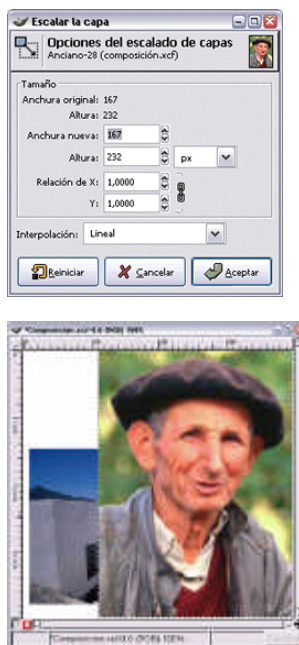 Escalar la capa
Opciones del escalado de capas
Anciano-28 (composición.xcf)
Tamaño
Anchura original: 167
Altura: 232
Anchura nueva: 167
Altura: 232 px
Relación de X: 1,0000
Y: 1,0000
Interpolación: Lineal
Reiniciar Cancelar Aceptar